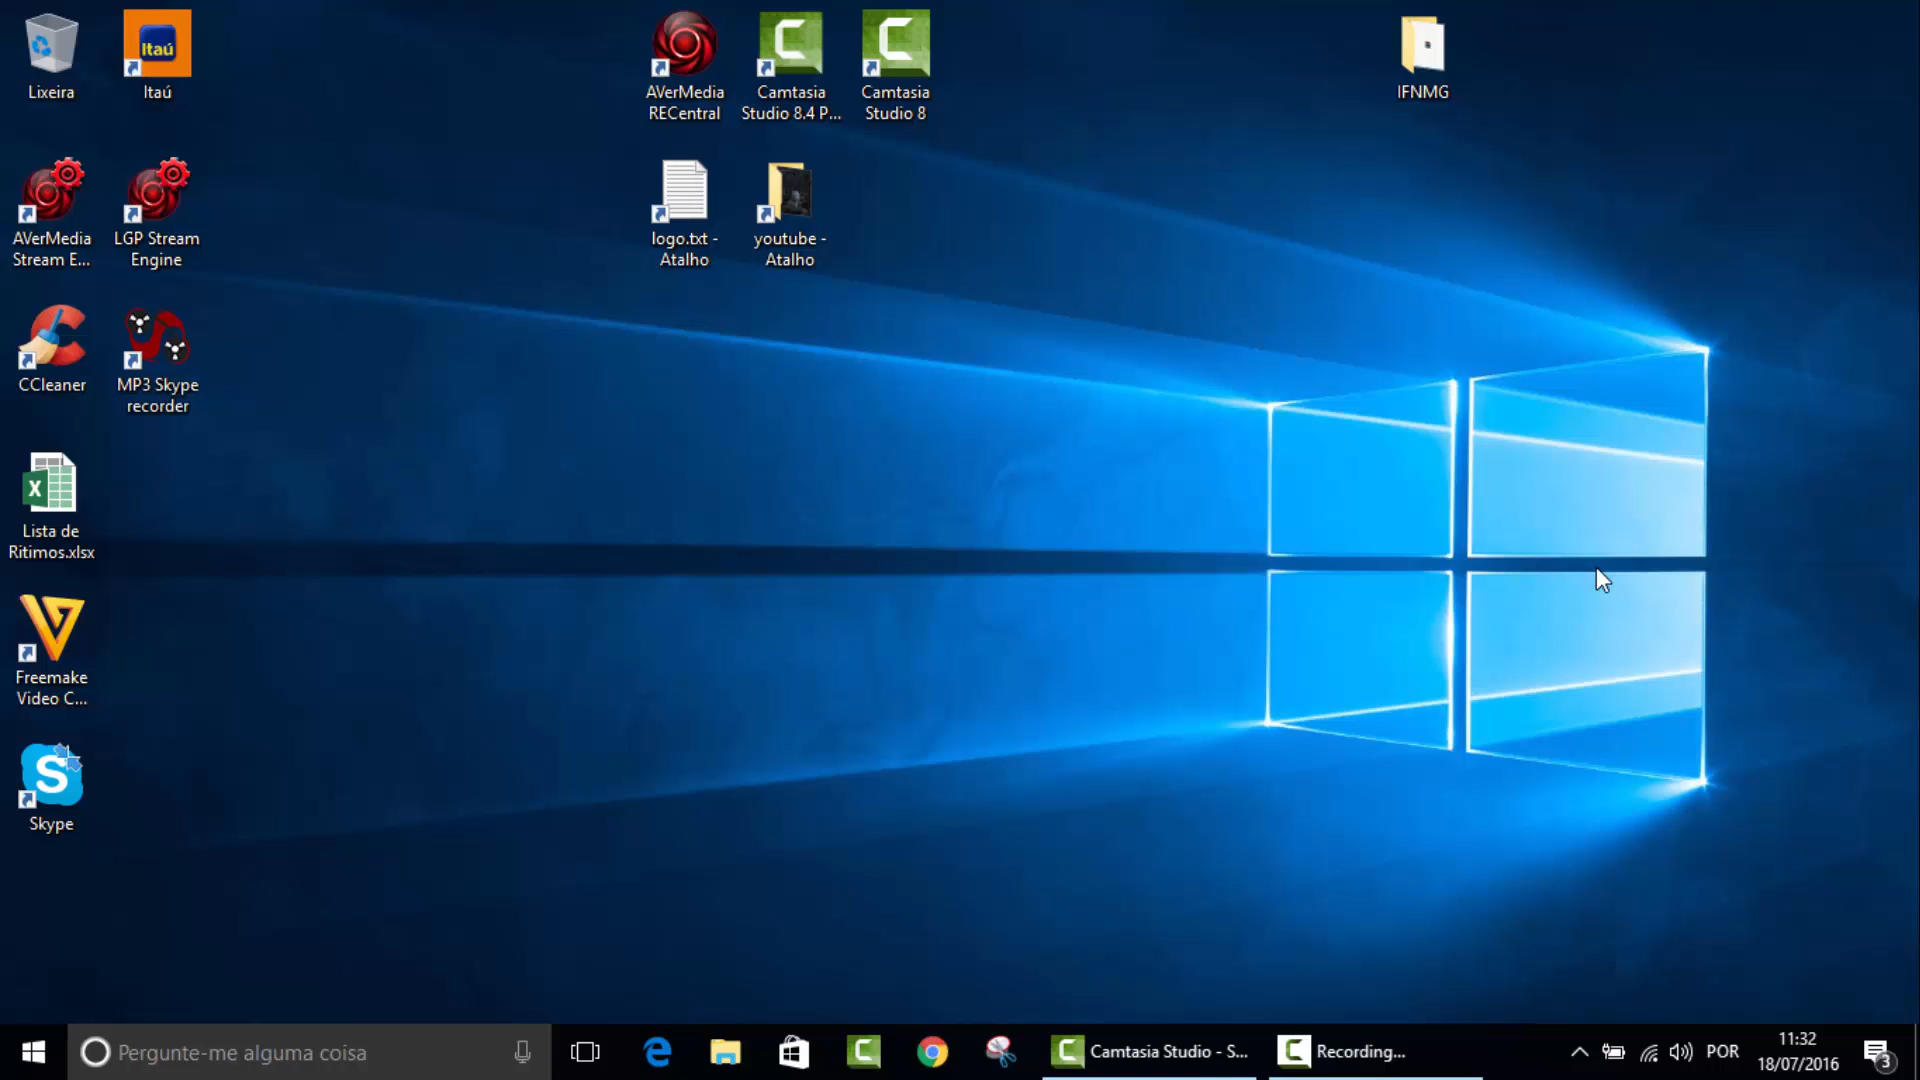 Lixeira
Itaú
Itaú
AVerMedia
RECentral
Camtasia
Studio 8.4 P...
Camtasia
Studio 8
IFNMG
AVerMedia
Stream E...
LGP Stream
Engine
logo.txt -
Atalho
youtube -
Atalho
CCleaner
MP3 Skype
recorder
X
Lista de
Ritimos.xlsx
Freemake
Video C...
S
Skype
Pergunte-me alguma coisa
Camtasia Studio - S...
Recording...
POR
11:32
18/07/2016
3